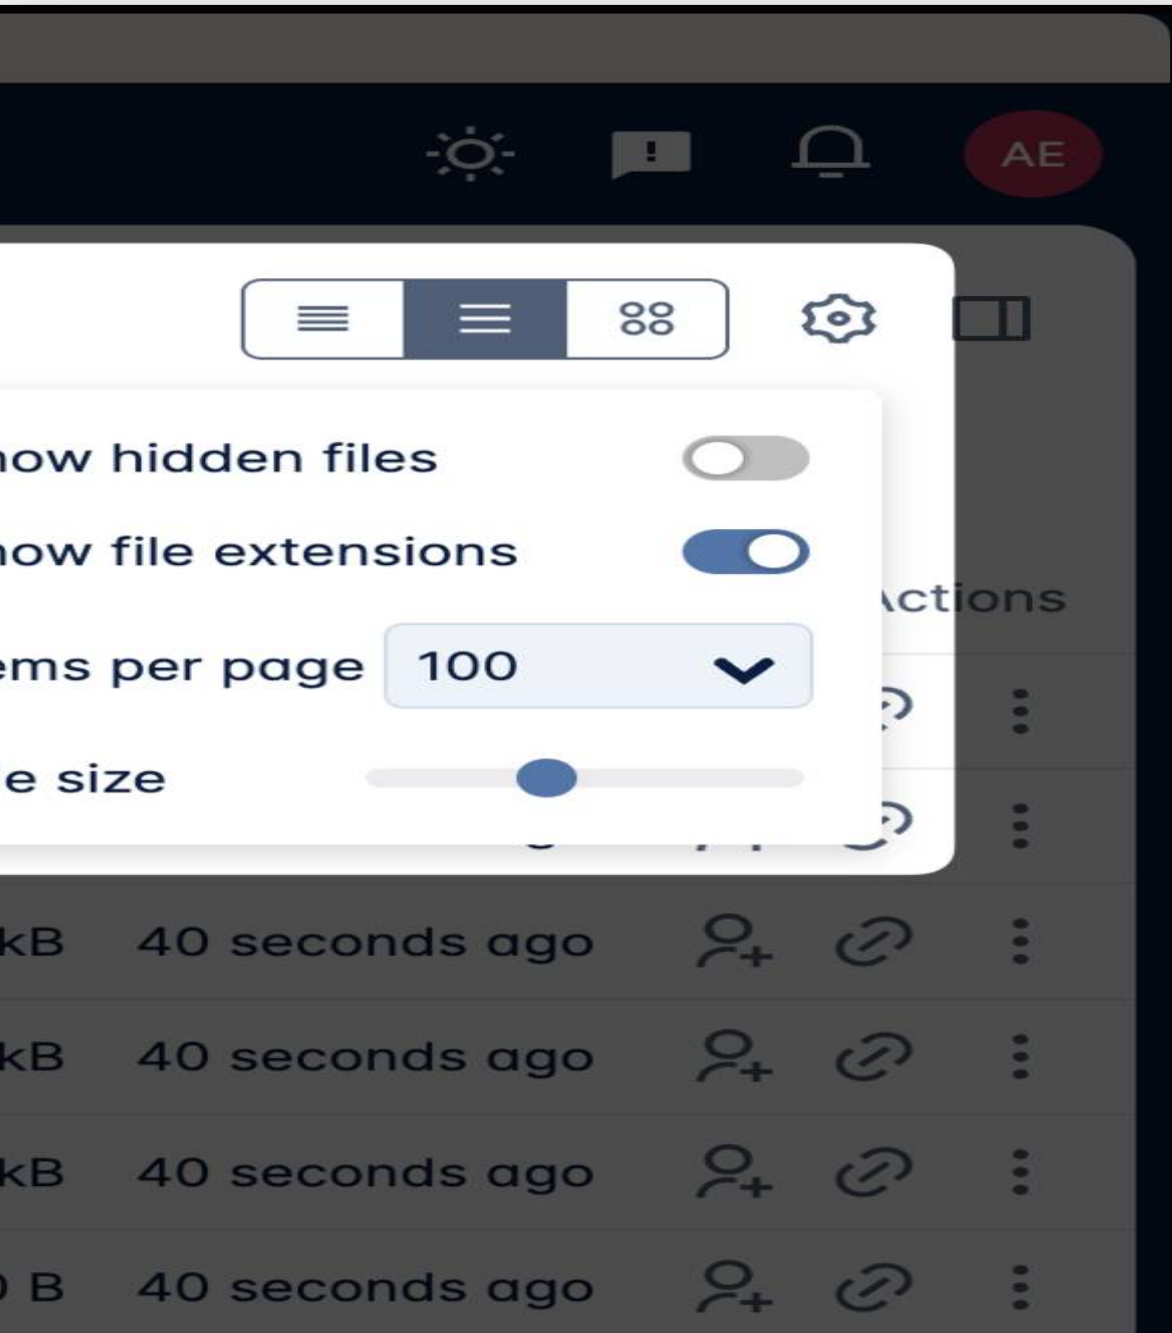 AE
how hidden files
how file extensions
ems per page 100
Actions
e size
kB 40 seconds ago
kB 40 seconds ago
kB 40 seconds ago
B 40 seconds ago